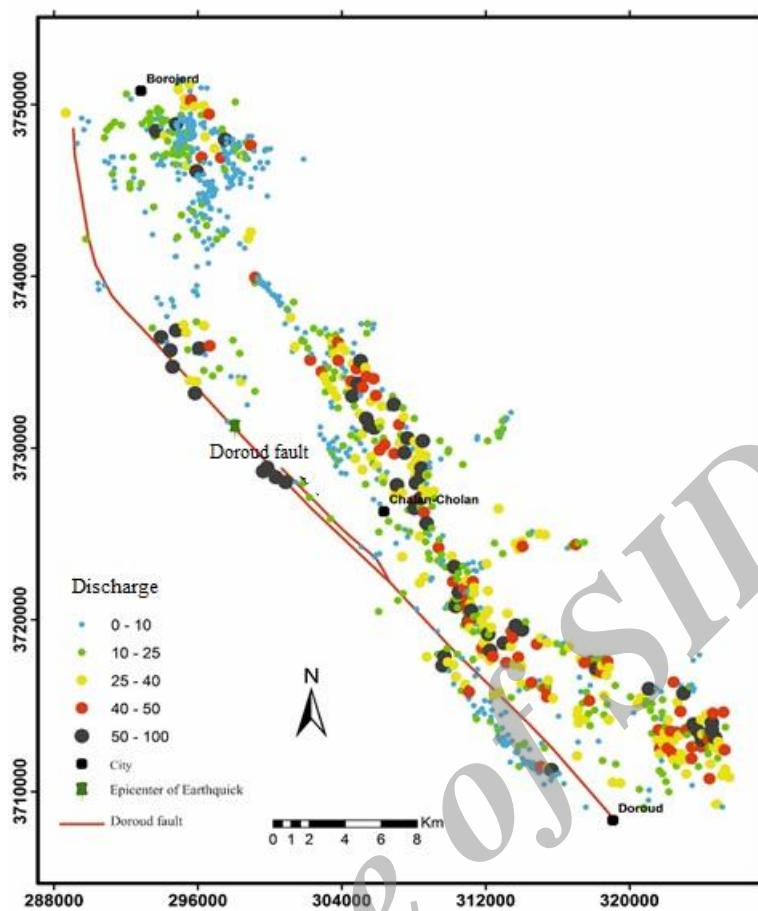 3750000
Borojerd
3740000
3730000
Doroud fault
Chalan-Cholan
3720000
Discharge
0 - 10
10 - 25
25 - 40
40 - 50
50 - 100
City
Epicenter of Earthquick
Doroud fault
N
Km
0 1 2 4 6 8
3710000
Doroud
288000 296000 304000 312000 320000
e of SID